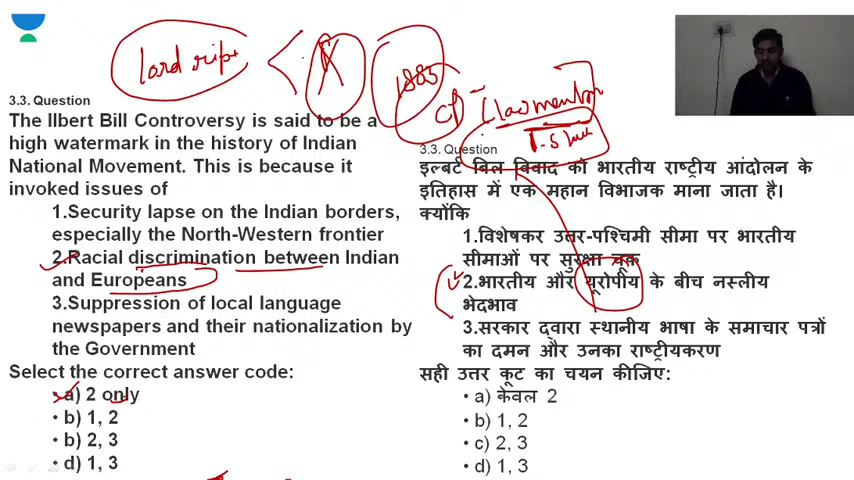 lord
1885
3.3. Question
The Ilbert Bill Controversy is said to be a
high watermark in the history of Indian
National Movement. This is because it
invoked issues of
1.Security lapse on the Indian borders,
especially the North-Western frontier
2.Racial discrimination between Indian
and Europeans
3.Suppression of local language
newspapers and their nationalization by
the Government
Select the correct answer code:
• a) 2 only
• b) 1, 2
• b) 2, 3
• d) 1, 3
3.3. Question
इल्बर्ट बिल विवाद को भारतीय राष्ट्रीय आंदोलन के
इतिहास में एक महान विभाजक माना जाता है।
क्योंकि
1.विशेषकर उत्तर-पश्चिमी सीमा पर भारतीय
सीमाओं पर सुरक्षा चूक
2.भारतीय और यूरोपीय के बीच नस्लीय
भेदभाव
3.सरकार द्वारा स्थानीय भाषा के समाचार पत्रों
का दमन और उनका राष्ट्रीयकरण
सही उत्तर कूट का चयन कीजिए:
• a) केवल 2
• b) 1, 2
• c) 2, 3
• d) 1, 3